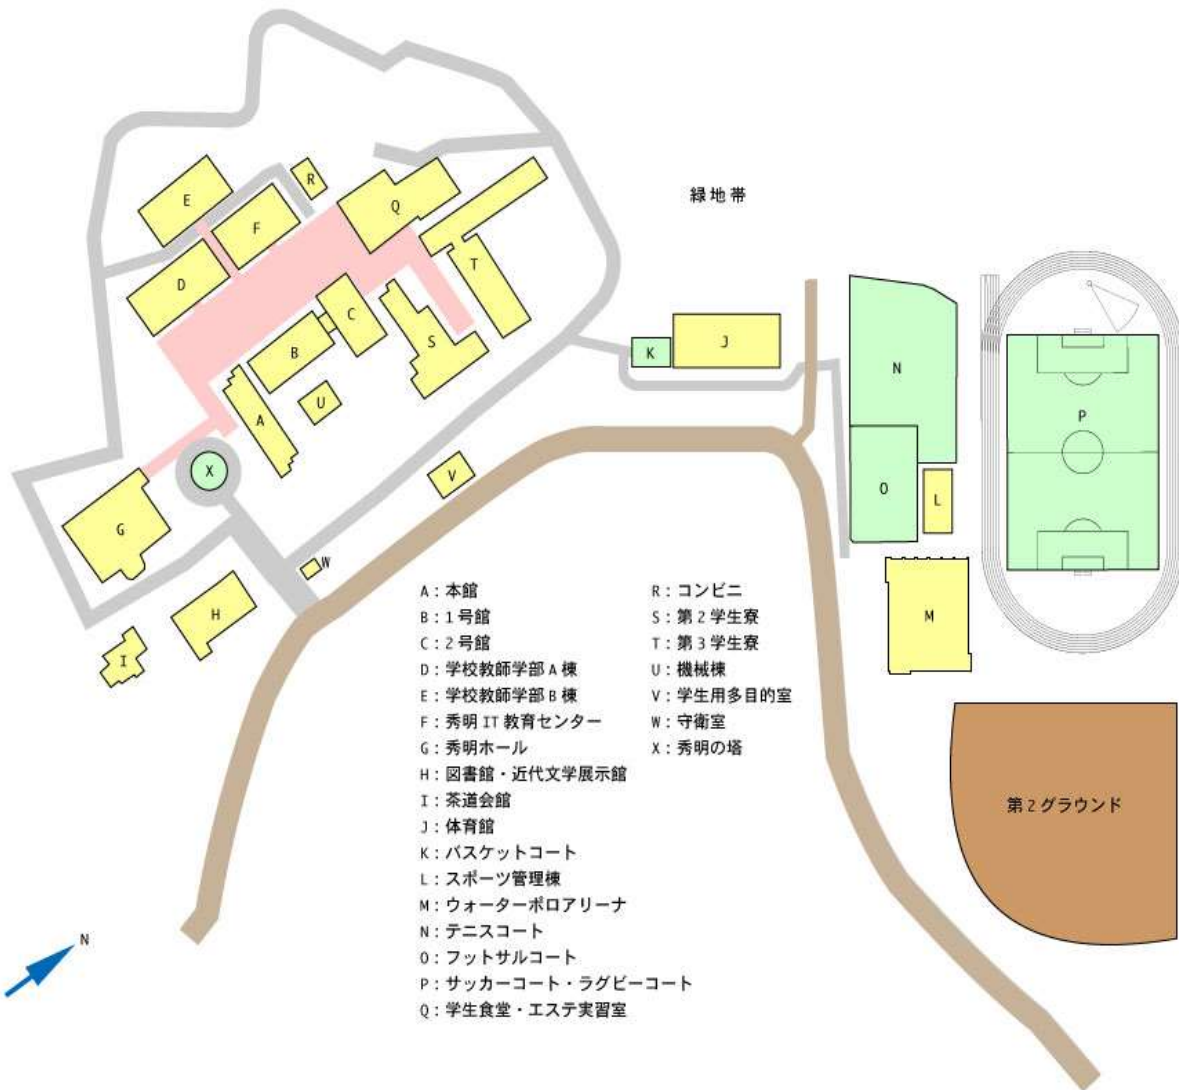 E
R
Q
F
緑地帯
T
D
C
S
B
J
K
N
U
P
A
X
V
O
L
G
W
H
M
I
A：本館
B：1号館
C：2号館
D：学校教師学部A棟
E：学校教師学部B棟
F：秀明IT教育センター
G：秀明ホール
H：図書館・近代文学展示館
I：茶道会館
J：体育館
K：バスケットコート
L：スポーツ管理棟
M：ウォーターポロアリーナ
N：テニスコート
O：フットサルコート
P：サッカーコート・ラグビーコート
Q：学生食堂・エステ実習室
R：コンビニ
S：第2学生寮
T：第3学生寮
U：機械棟
V：学生用多目的室
W：守衛室
X：秀明の塔
第2グラウンド
N